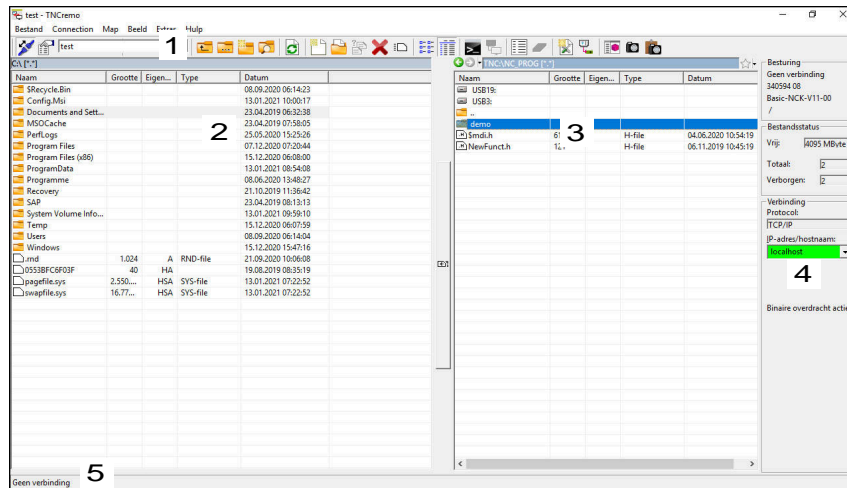 test - TNCremo
Bestand Connection Map Beeld Extras Hulp
test
1
C:\ [*.*]
Naam Grootte Eigen... Type Datum
$Recycle.Bin 08.09.2020 06:14:23
Config.Msi 13.01.2021 10:00:17
Documents and Sett... 23.04.2019 06:32:38
MSOCache 23.04.2019 07:58:05
PerfLogs 25.05.2020 15:25:26
Program Files 07.12.2020 07:20:44
Program Files (x86) 15.12.2020 06:08:00
ProgramData 13.01.2021 08:54:08
Programme 08.06.2020 13:48:27
Recovery 21.10.2019 11:36:42
SAP 23.04.2019 08:13:13
System Volume Info... 13.01.2021 09:59:10
Temp 15.12.2020 06:07:59
Users 08.09.2020 06:14:04
Windows 15.12.2020 15:47:16
.rnd 1.024 A RND-file 21.09.2020 10:06:08
0553BFC6F03F 40 HA 19.08.2019 08:35:19
pagefile.sys 2.550.... HSA SYS-file 13.01.2021 07:22:52
swapfile.sys 16.77... HSA SYS-file 13.01.2021 07:22:52
2
TNC:\NC_PROG [*.*]
Naam Grootte Eigen... Type Datum
USB19:
USB3:
..
demo
$mdi.h H-file 04.06.2020 10:54:19
NewFunct.h H-file 06.11.2019 10:45:19
3
Besturing
Geen verbinding
340594 08
Basic-NCK-V11-00
/
Bestandsstatus
Vrij: 4095 MByte
Totaal: 2
Verborgen: 2
Verbinding
Protocol:
TCP/IP
IP-adres/hostnaam:
localhost
4
Binaire overdracht actie
5
Geen verbinding